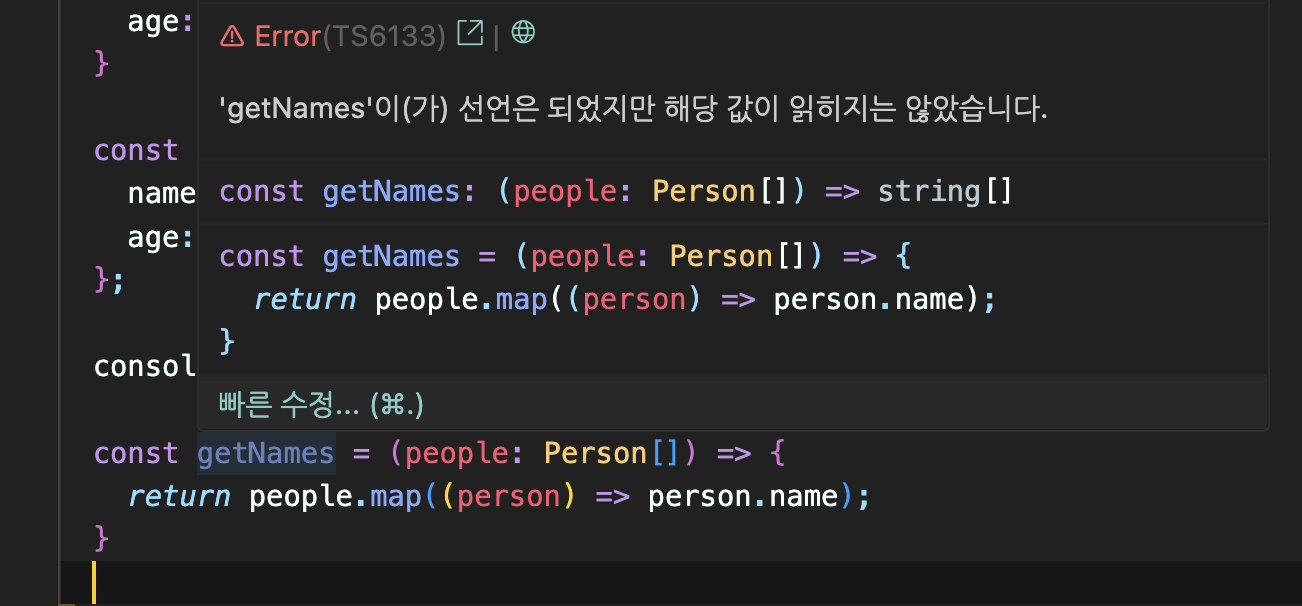 age:
}
Error(TS6133) |
'getNames'이(가) 선언은 되었지만 해당 값이 읽히지는 않았습니다.
const
name
age:
};
const getNames: (people: Person[]) => string[]
const getNames = (people: Person[]) => {
return people.map((person) => person.name);
}
consol
빠른 수정... (⌘.)
const getNames = (people: Person[]) => {
return people.map((person) => person.name);
}